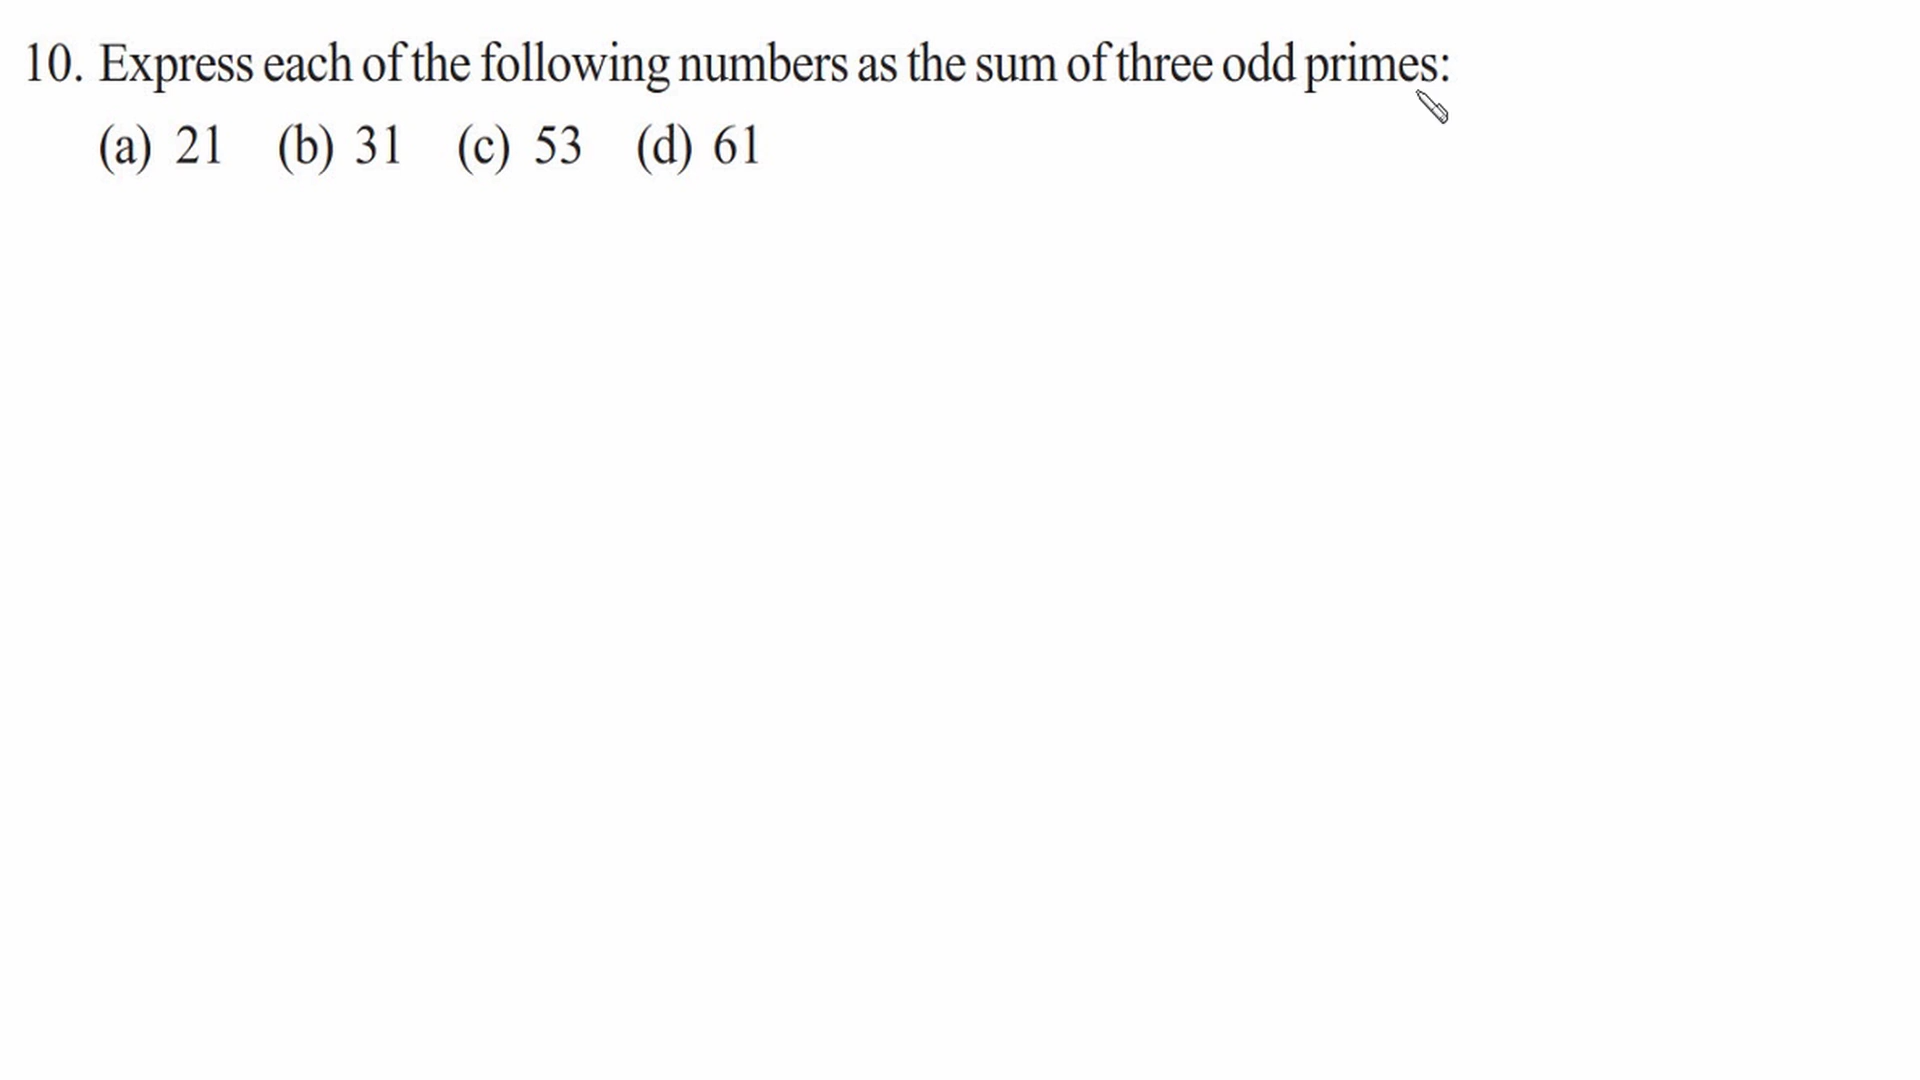 10. Express each of the following numbers as the sum of three odd primes:
(a) 21 (b) 31 (c) 53 (d) 61